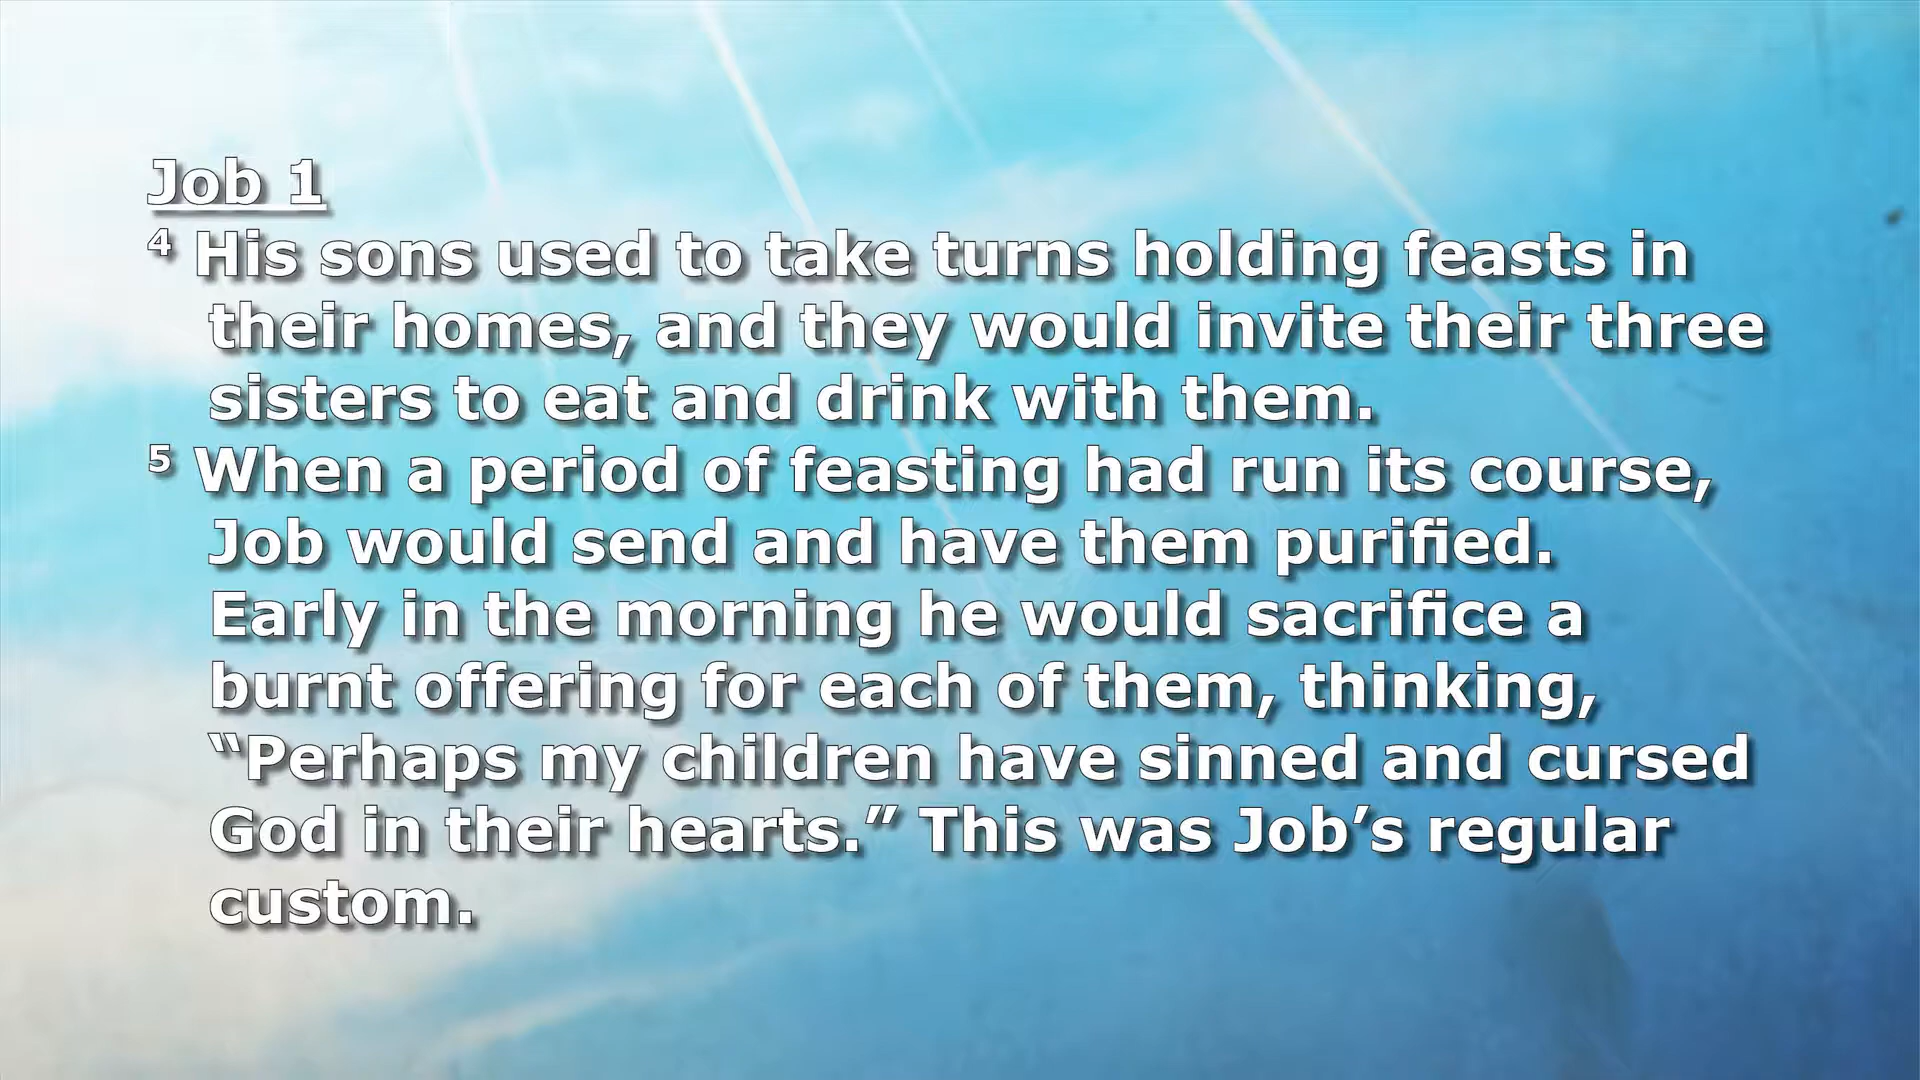 Job 1
4 His sons used to take turns holding feasts in
their homes, and they would invite their three
sisters to eat and drink with them.
5 When a period of feasting had run its course,
Job would send and have them purified.
Early in the morning he would sacrifice a
burnt offering for each of them, thinking,
“Perhaps my children have sinned and cursed
God in their hearts.” This was Job’s regular
custom.